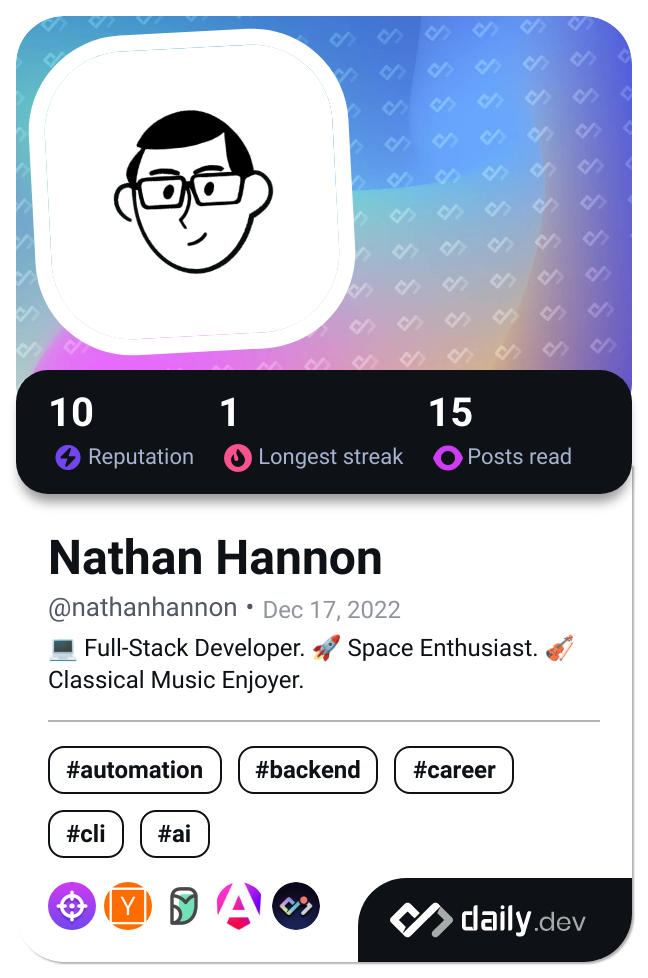 10 1 15
Reputation Longest streak Posts read
Nathan Hannon
@nathanhannon • Dec 17, 2022
💻 Full-Stack Developer. 🚀 Space Enthusiast. 🎻
Classical Music Enjoyer.
#automation #backend #career
#cli #ai
Y
daily.dev